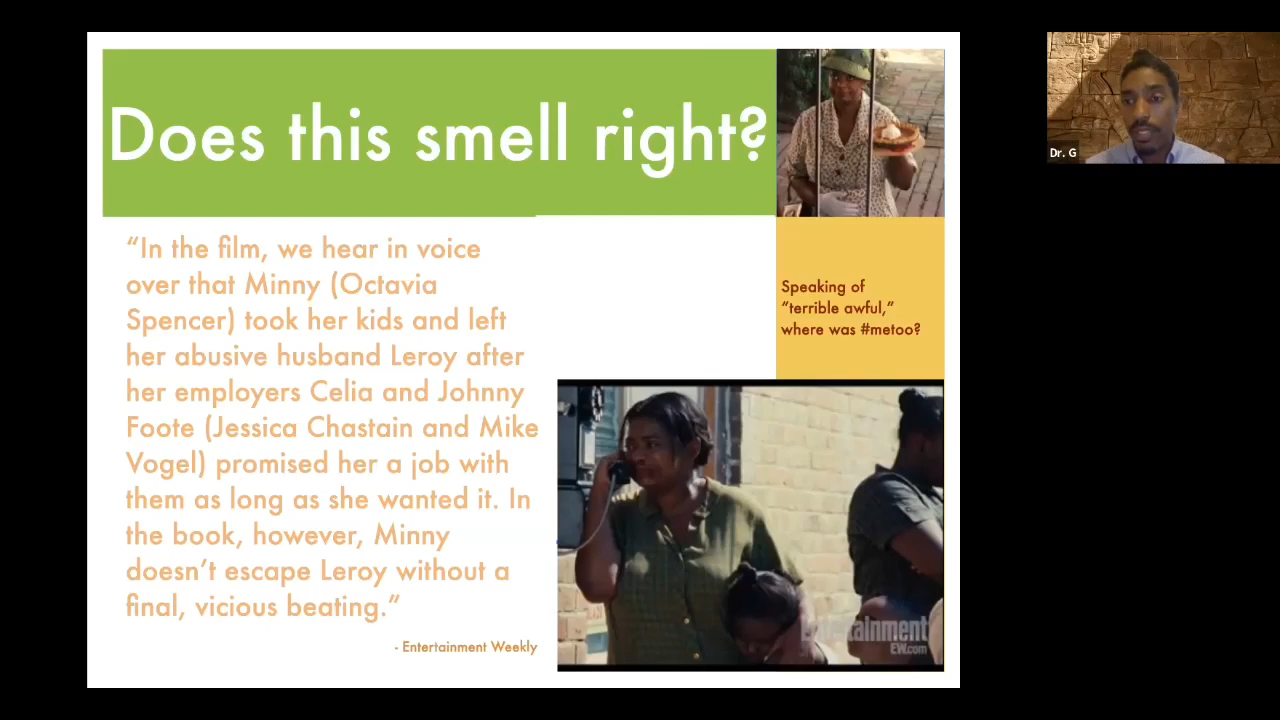 Does this smell right?
“In the film, we hear in voice
over that Minny (Octavia
Spencer) took her kids and left
her abusive husband Leroy after
her employers Celia and Johnny
Foote (Jessica Chastain and Mike
Vogel) promised her a job with
them as long as she wanted it. In
the book, however, Minny
doesn’t escape Leroy without a
final, vicious beating.”
- Entertainment Weekly
Speaking of
“terrible awful,”
where was #metoo?
Entertainment
EW.com
Dr. G